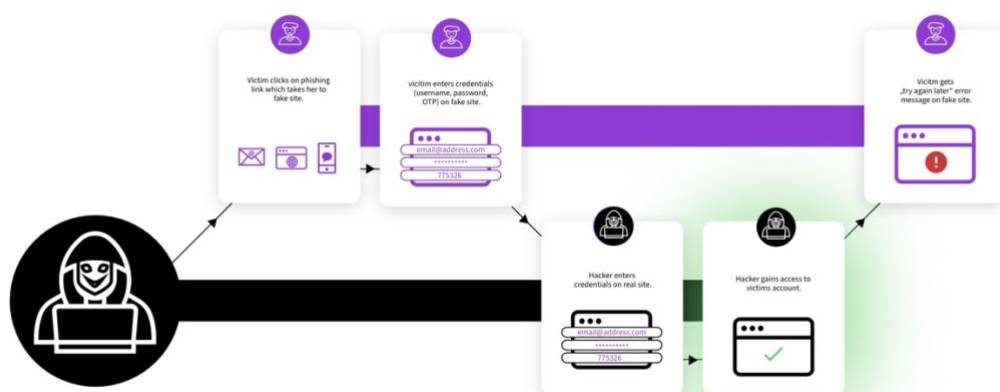 Victim clicks on phishing
link which takes her to
fake site.
vicitim enters credentials
(username, password,
OTP) on fake site.
email@address.com
••••••••••
775326
Hacker enters
credentials on real site.
email@address.com
••••••••••
775326
Hacker gains access to
victims account.
Vicitm gets
„try again later“ error
message on fake site.